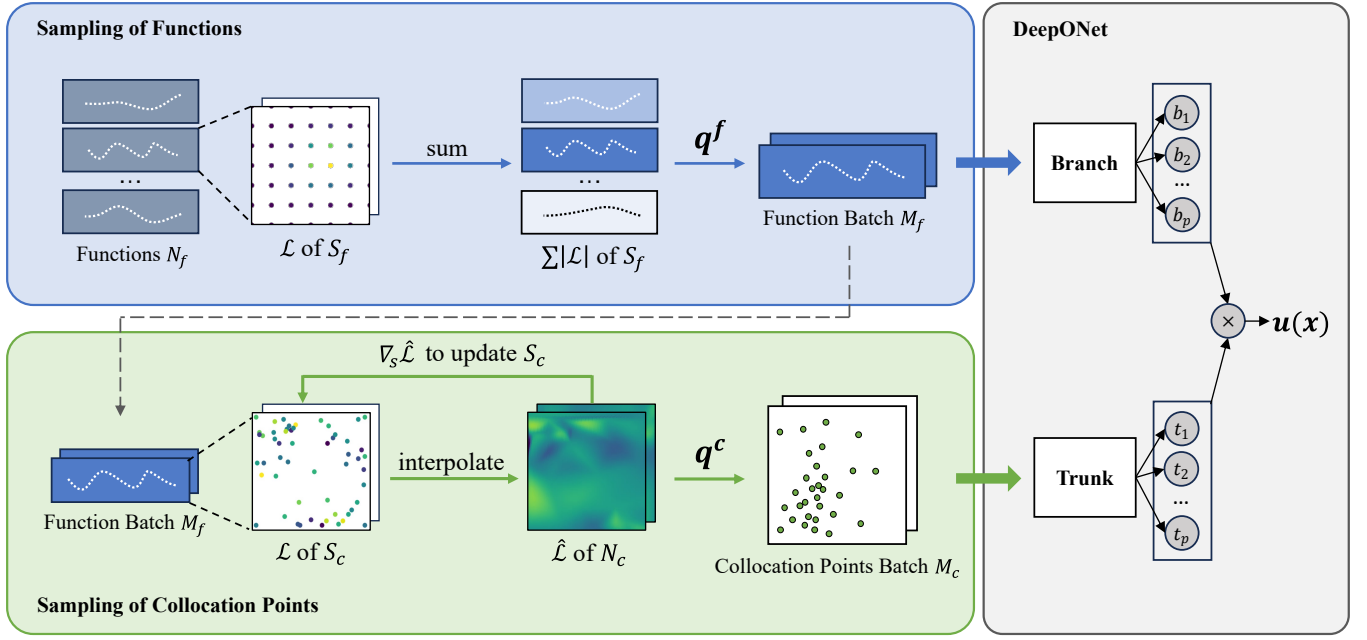 Sampling of Functions
...
Functions N_f
ℒ of S_f
sum
...
∑|ℒ| of S_f
q^f
Function Batch M_f
∇_s ℒ̂ to update S_c
Function Batch M_f
ℒ of S_c
interpolate
ℒ̂ of N_c
q^c
Collocation Points Batch M_c
Sampling of Collocation Points
DeepONet
Branch
b_1
b_2
...
b_p
×
u(x)
Trunk
t_1
t_2
...
t_p